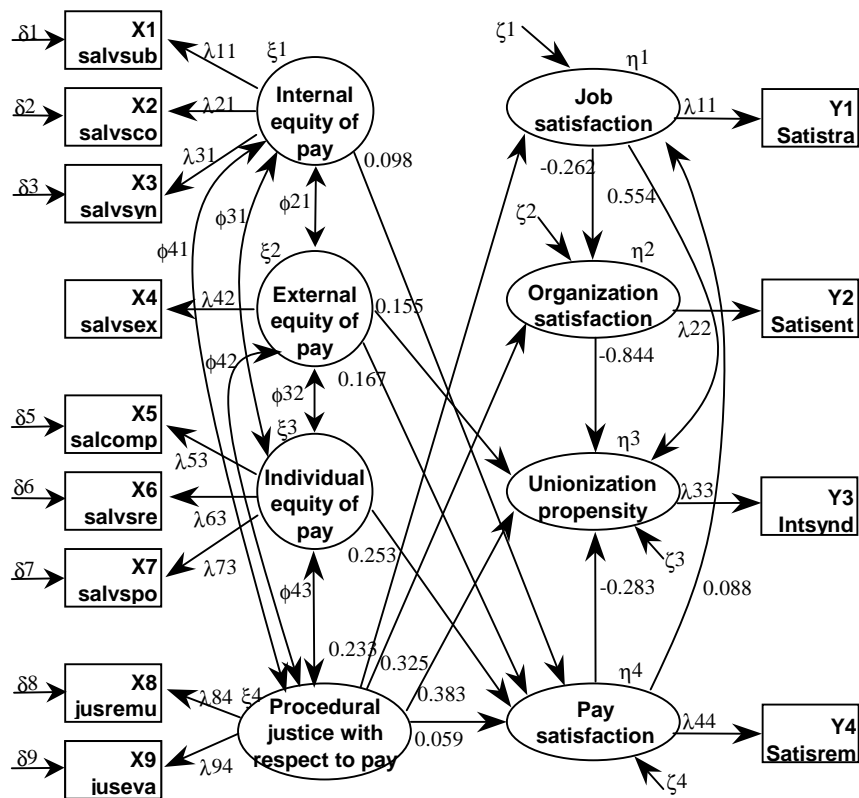 δ1
X1
salvsub
λ11
ξ1
Internal
equity of
pay
δ2
X2
salvsco
λ21
δ3
X3
salvsyn
λ31
0.098
ϕ41
ϕ31
ϕ21
ξ2
X4
salvsex
λ42
External
equity of
pay
0.155
ϕ42
0.167
ϕ32
δ5
X5
salcomp
λ53
ξ3
Individual
equity of
pay
δ6
X6
salvsre
λ63
δ7
X7
salvspo
λ73
0.253
ϕ43
δ8
X8
jusremu
λ84
ξ4
Procedural
justice with
respect to pay
δ9
X9
juseva
λ94
0.233
0.325
0.383
0.059
ζ1
η1
Job
satisfaction
λ11
Y1
Satistra
-0.262
0.554
ζ2
η2
Organization
satisfaction
λ22
Y2
Satisent
-0.844
η3
Unionization
propensity
λ33
Y3
Intsynd
ζ3
-0.283
0.088
η4
Pay
satisfaction
λ44
Y4
Satisrem
ζ4